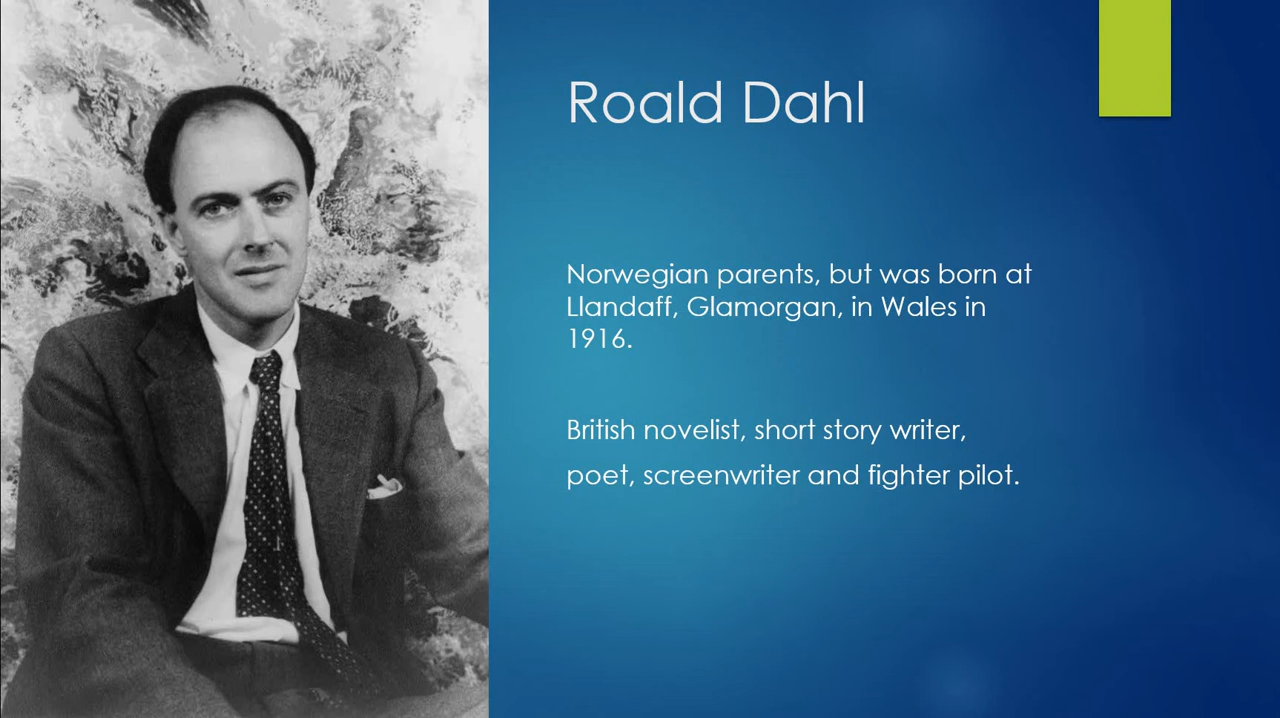 Roald Dahl
Norwegian parents, but was born at
Llandaff, Glamorgan, in Wales in
1916.
British novelist, short story writer,
poet, screenwriter and fighter pilot.